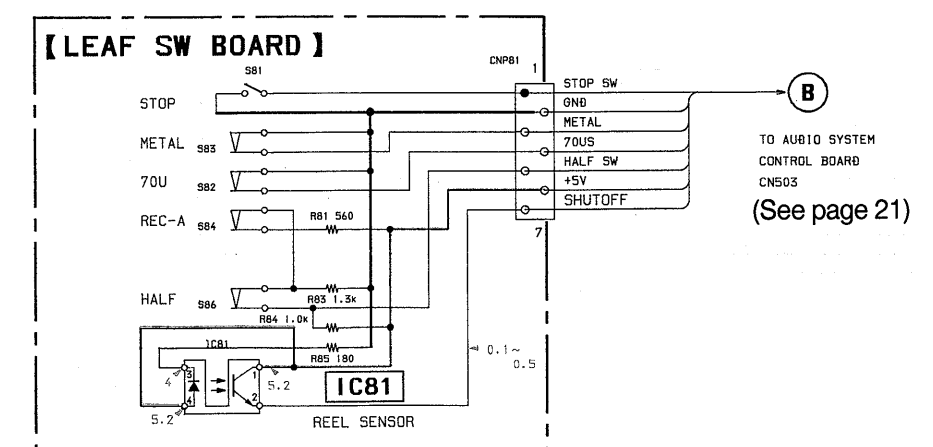 【LEAF SW BOARD】
CNP81
1
S81
STOP
STOP SW
GND
METAL S83
METAL
70US
70U S82
HALF SW
+5V
SHUTOFF
REC-A S84
R81 560
7
B
TO AUDIO SYSTEM
CONTROL BOARD
CN503
(See page 21)
HALF S86
R83 1.3k
R84 1.0k
IC81
R85 180
0.1~
0.5
3
4
4
5.2
1
2
5.2
IC81
REEL SENSOR